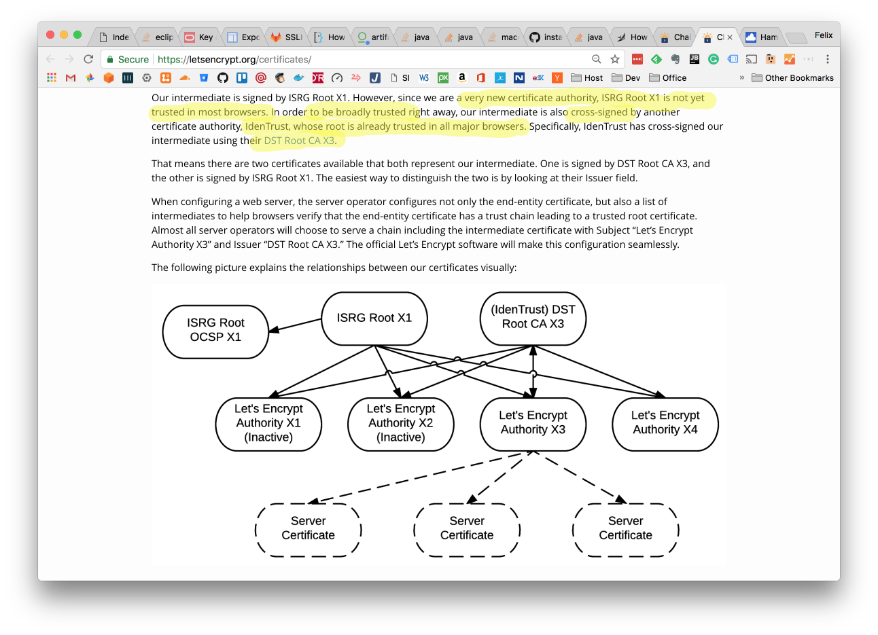 Inde
eclip
Key
Expo
SSLI
How
artif
java
java
mac
insta
java
How
Cha
Cl
Ham
Felix
Secure
https://letsencrypt.org/certificates/
SI
Host
Dev
Office
» Other Bookmarks
Our intermediate is signed by ISRG Root X1. However, since we are a very new certificate authority, ISRG Root X1 is not yet
trusted in most browsers. In order to be broadly trusted right away, our intermediate is also cross-signed by another
certificate authority, IdenTrust, whose root is already trusted in all major browsers. Specifically, IdenTrust has cross-signed our
intermediate using their DST Root CA X3.
That means there are two certificates available that both represent our intermediate. One is signed by DST Root CA X3, and
the other is signed by ISRG Root X1. The easiest way to distinguish the two is by looking at their Issuer field.
When configuring a web server, the server operator configures not only the end-entity certificate, but also a list of
intermediates to help browsers verify that the end-entity certificate has a trust chain leading to a trusted root certificate.
Almost all server operators will choose to serve a chain including the intermediate certificate with Subject “Let’s Encrypt
Authority X3” and Issuer “DST Root CA X3.” The official Let’s Encrypt software will make this configuration seamlessly.
The following picture explains the relationships between our certificates visually:
ISRG Root
OCSP X1
ISRG Root X1
(IdenTrust) DST
Root CA X3
Let's Encrypt
Authority X1
(Inactive)
Let's Encrypt
Authority X2
(Inactive)
Let's Encrypt
Authority X3
Let's Encrypt
Authority X4
Server
Certificate
Server
Certificate
Server
Certificate